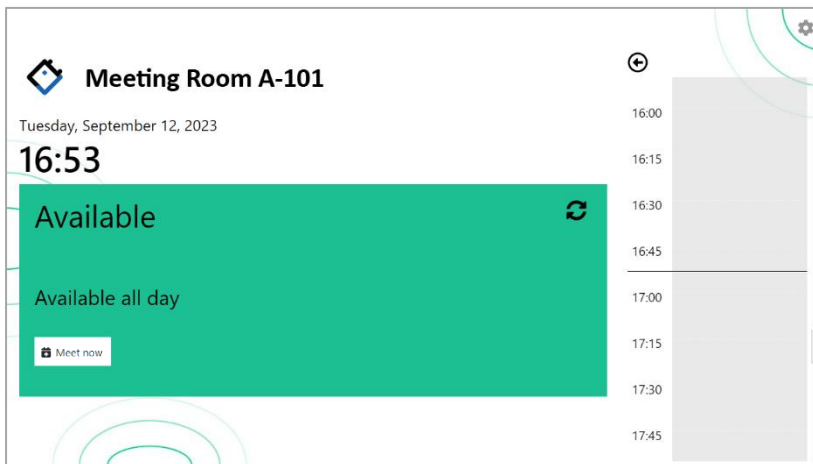 Meeting Room A-101
Tuesday, September 12, 2023
16:53
Available
Available all day
Meet now
16:00
16:15
16:30
16:45
17:00
17:15
17:30
17:45